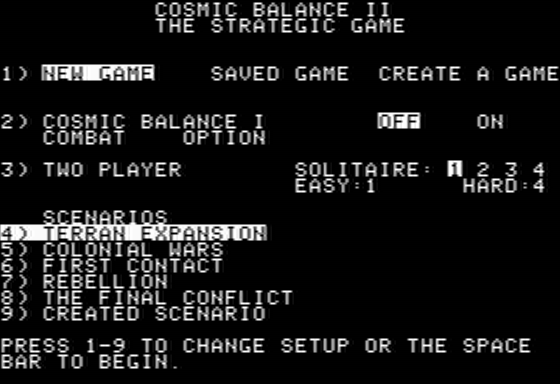 COSMIC BALANCE II
THE STRATEGIC GAME
1) NEW GAME SAVED GAME CREATE A GAME
2) COSMIC BALANCE I OFF ON
COMBAT OPTION
3) TWO PLAYER SOLITAIRE: 1 2 3 4
EASY:1 HARD:4
SCENARIOS
4) TERRAN EXPANSION
5) COLONIAL WARS
6) FIRST CONTACT
7) REBELLION
8) THE FINAL CONFLICT
9) CREATED SCENARIO
PRESS 1-9 TO CHANGE SETUP OR THE SPACE
BAR TO BEGIN.